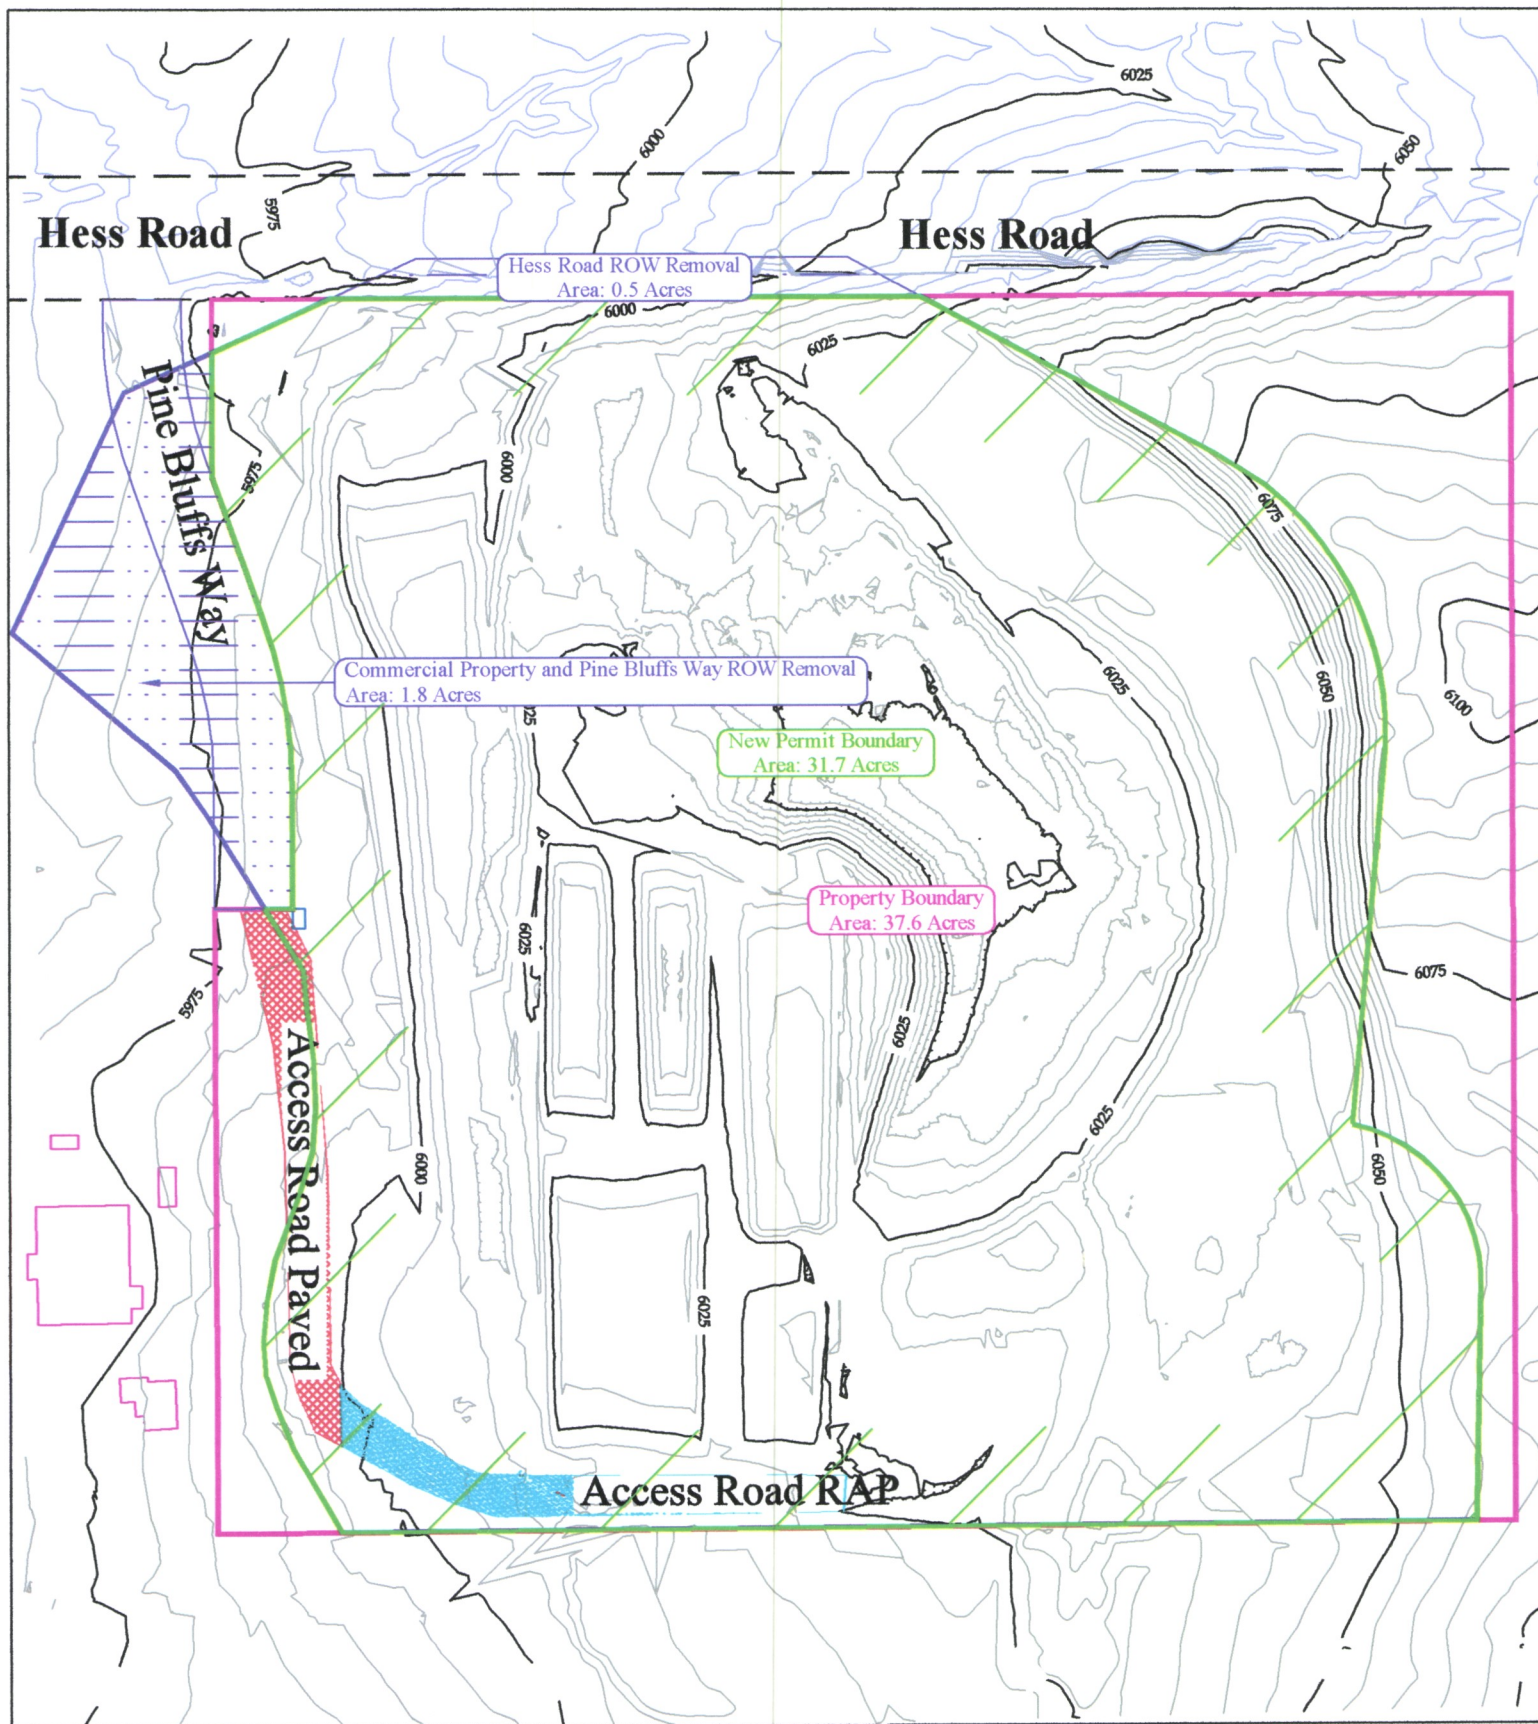 6025
6000
6050
5975
Hess Road
Hess Road
Hess Road ROW Removal
Area: 0.5 Acres
6000
6025
Pine Bluffs Way
6000
5975
6075
Commercial Property and Pine Bluffs Way ROW Removal
Area: 1.8 Acres
6025
6050
6100
25
New Permit Boundary
Area: 31.7 Acres
Property Boundary
Area: 37.6 Acres
6025
6075
5975
6025
Access Road Paved
6025
6000
6050
6025
Access Road RAP